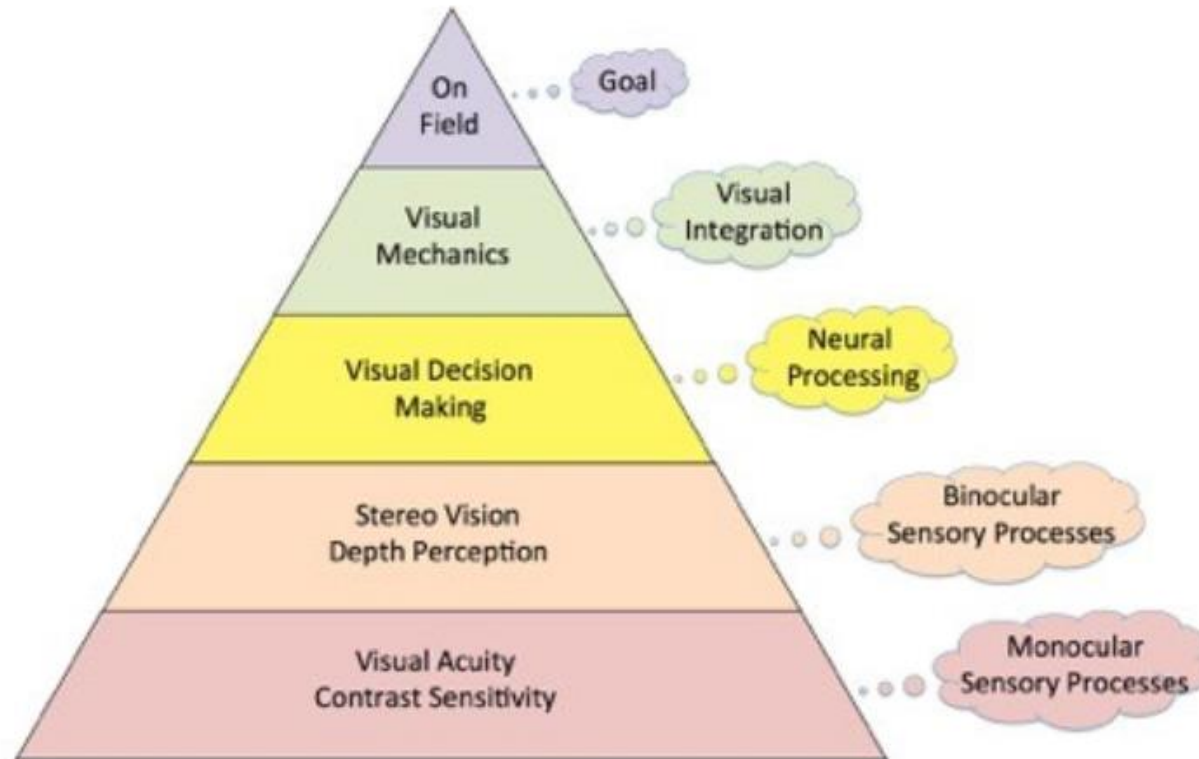 On
Field
Goal
Visual
Mechanics
Visual
Integration
Visual Decision
Making
Neural
Processing
Stereo Vision
Depth Perception
Binocular
Sensory Processes
Visual Acuity
Contrast Sensitivity
Monocular
Sensory Processes